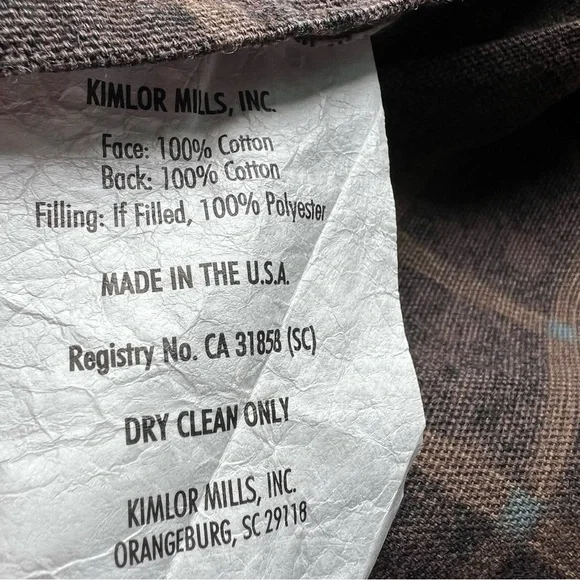 KIMLOR MILLS, INC.
Face: 100% Cotton
Back: 100% Cotton
Filling: If Filled, 100% Polyester
MADE IN THE U.S.A.
Registry No. CA 31858 (SC)
DRY CLEAN ONLY
KIMLOR MILLS, INC.
ORANGEBURG, SC 29118